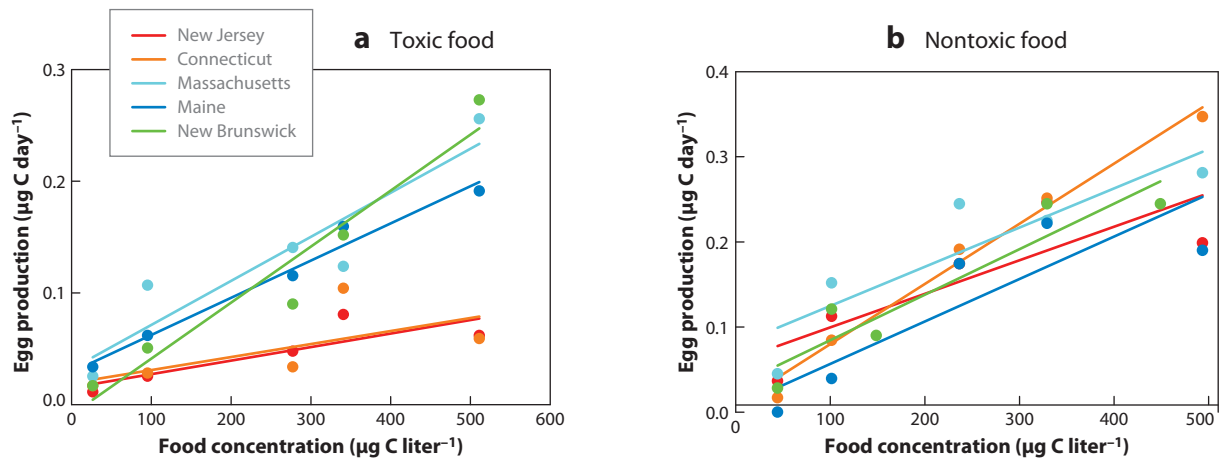 New Jersey
Connecticut
Massachusetts
Maine
New Brunswick
a Toxic food
0.3
0.2
0.1
0.0
Egg production (µg C day⁻¹)
0 100 200 300 400 500 600
Food concentration (µg C liter⁻¹)
b Nontoxic food
0.4
0.3
0.2
0.1
0.0
Egg production (µg C day⁻¹)
0 100 200 300 400 500
Food concentration (µg C liter⁻¹)